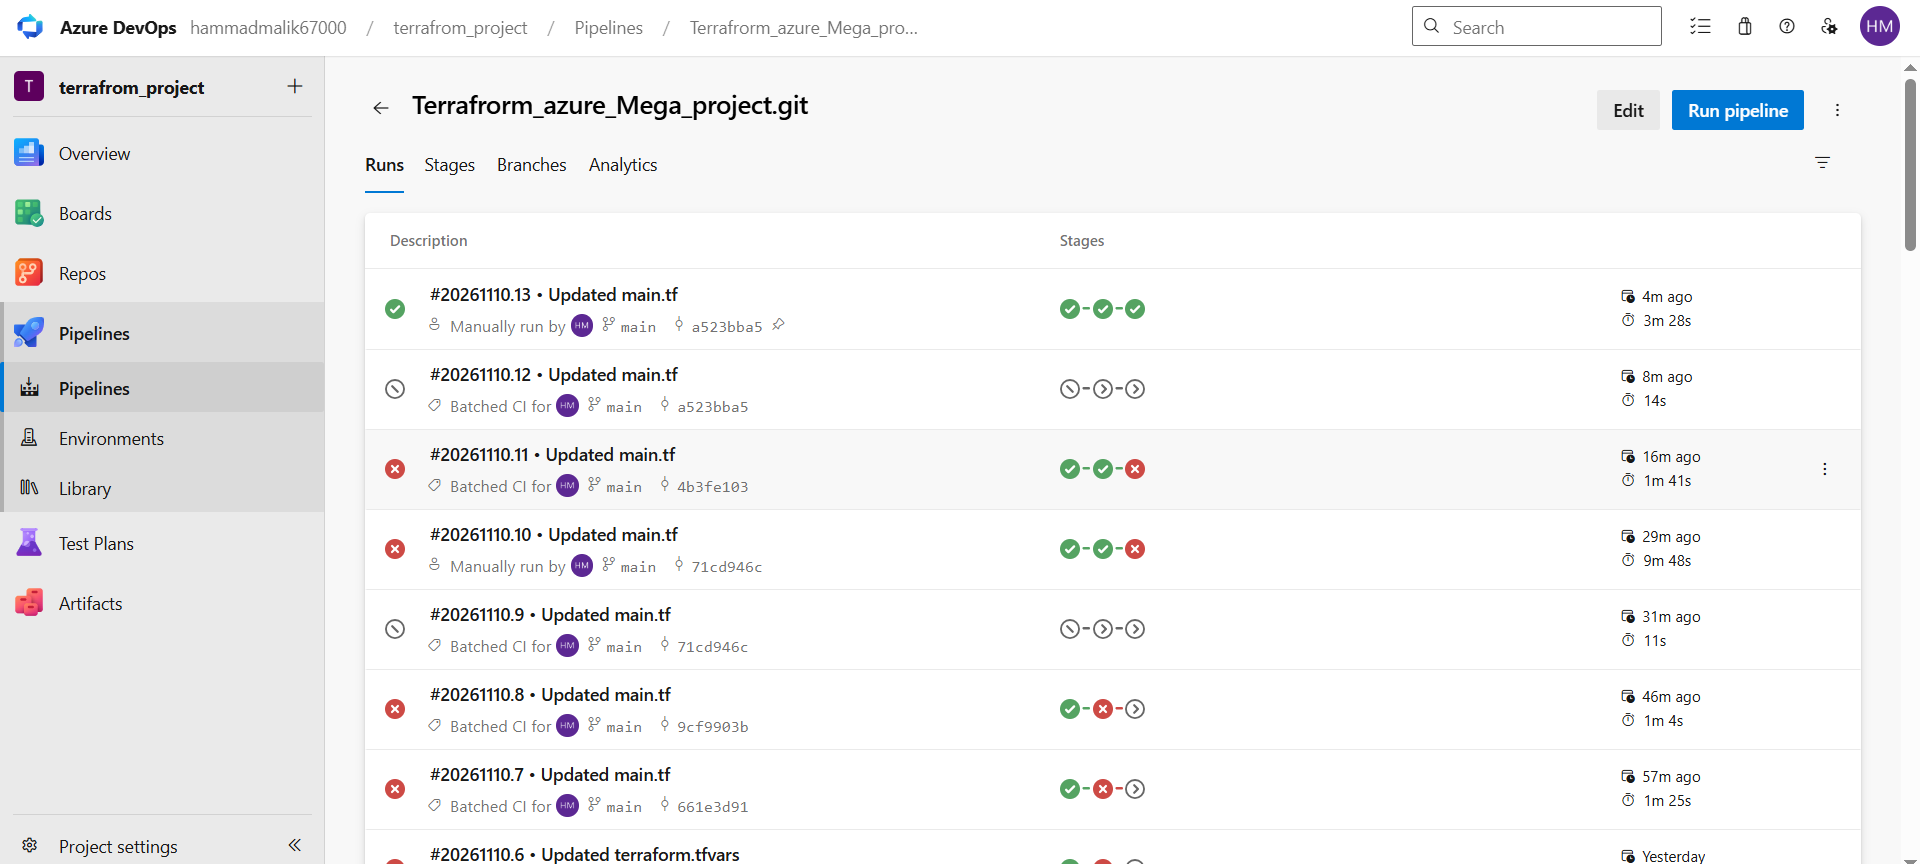 Azure DevOps hammadmalik67000 / terrafrom_project / Pipelines / Terrafrorm_azure_Mega_pro... Search HM
T terrafrom_project
Overview
Boards
Repos
Pipelines
Pipelines
Environments
Library
Test Plans
Artifacts
Project settings
Terrafrorm_azure_Mega_project.git
Edit Run pipeline
Runs Stages Branches Analytics
Description Stages
#20261110.13 • Updated main.tf 4m ago
Manually run by HM main a523bba5 3m 28s
#20261110.12 • Updated main.tf 8m ago
Batched CI for HM main a523bba5 14s
#20261110.11 • Updated main.tf 16m ago
Batched CI for HM main 4b3fe103 1m 41s
#20261110.10 • Updated main.tf 29m ago
Manually run by HM main 71cd946c 9m 48s
#20261110.9 • Updated main.tf 31m ago
Batched CI for HM main 71cd946c 11s
#20261110.8 • Updated main.tf 46m ago
Batched CI for HM main 9cf9903b 1m 4s
#20261110.7 • Updated main.tf 57m ago
Batched CI for HM main 661e3d91 1m 25s
#20261110.6 • Updated terraform.tfvars Yesterday